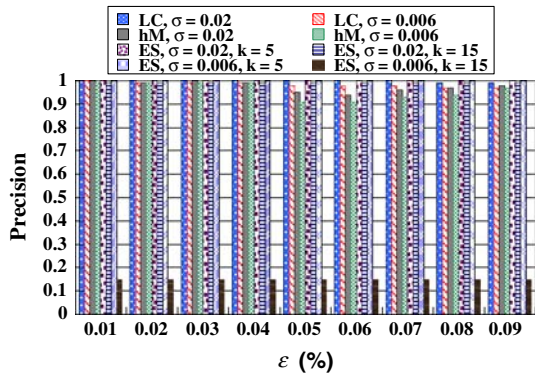 LC, σ = 0.02 LC, σ = 0.006
hM, σ = 0.02 hM, σ = 0.006
ES, σ = 0.02, k = 5 ES, σ = 0.02, k = 15
ES, σ = 0.006, k = 5 ES, σ = 0.006, k = 15
1
0.9
0.8
0.7
0.6
0.5
0.4
0.3
0.2
0.1
0
Precision
0.01 0.02 0.03 0.04 0.05 0.06 0.07 0.08 0.09
ε (%)